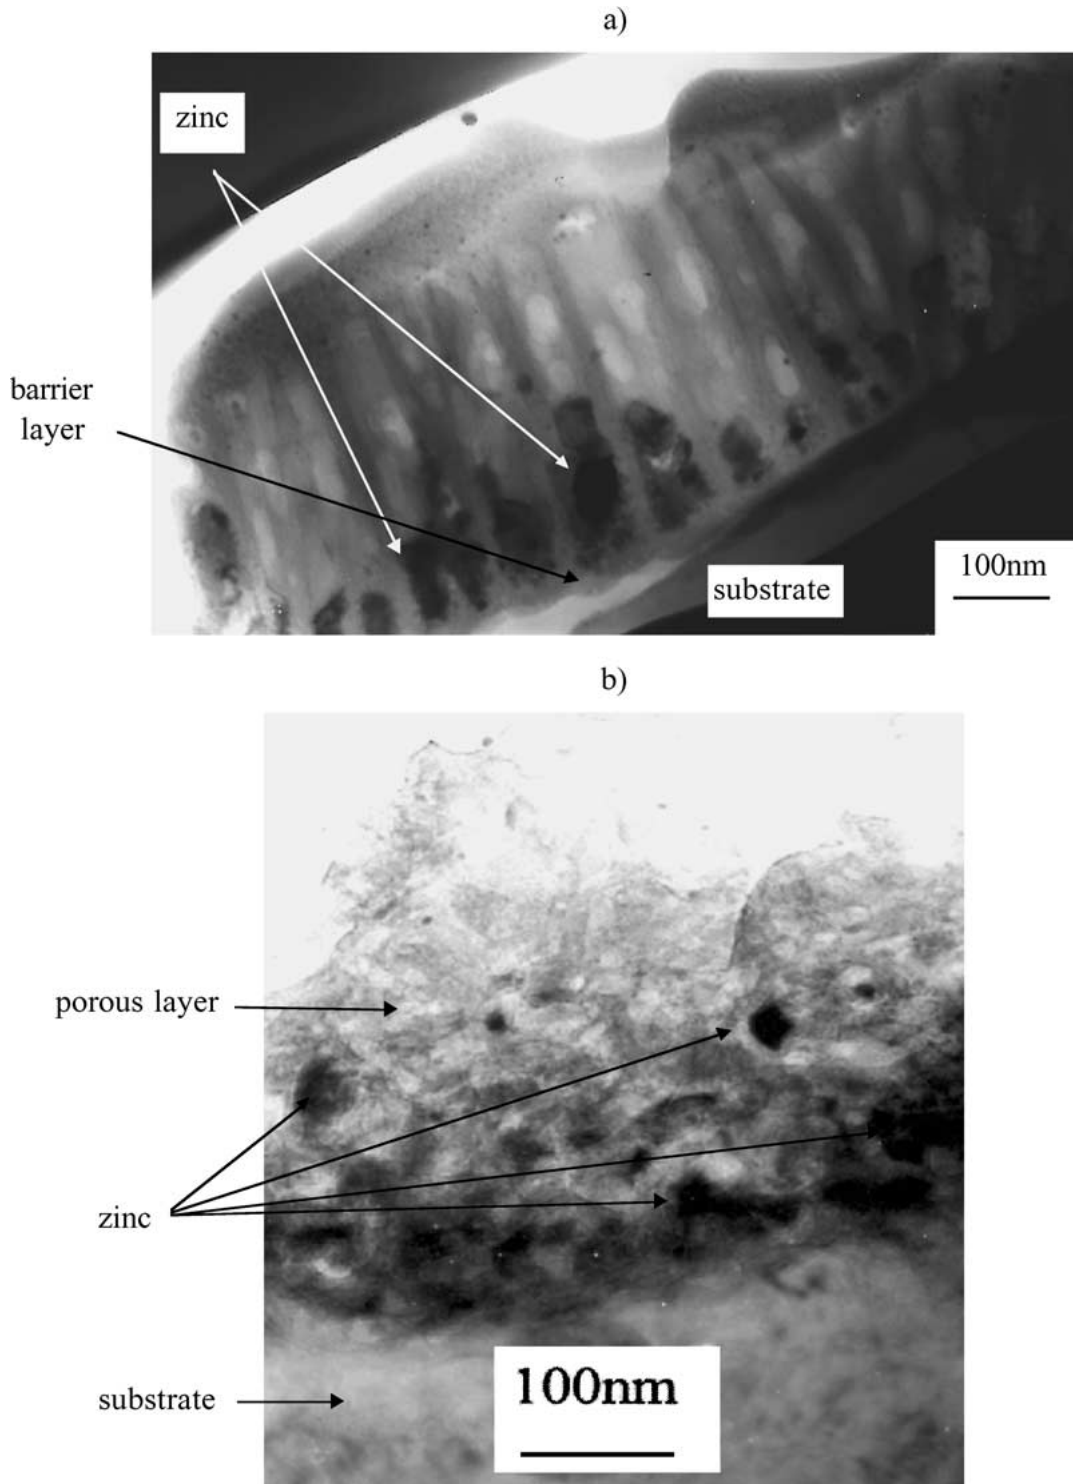 a)
zinc
barrier
layer
substrate
100nm
b)
porous layer
zinc
substrate
100nm